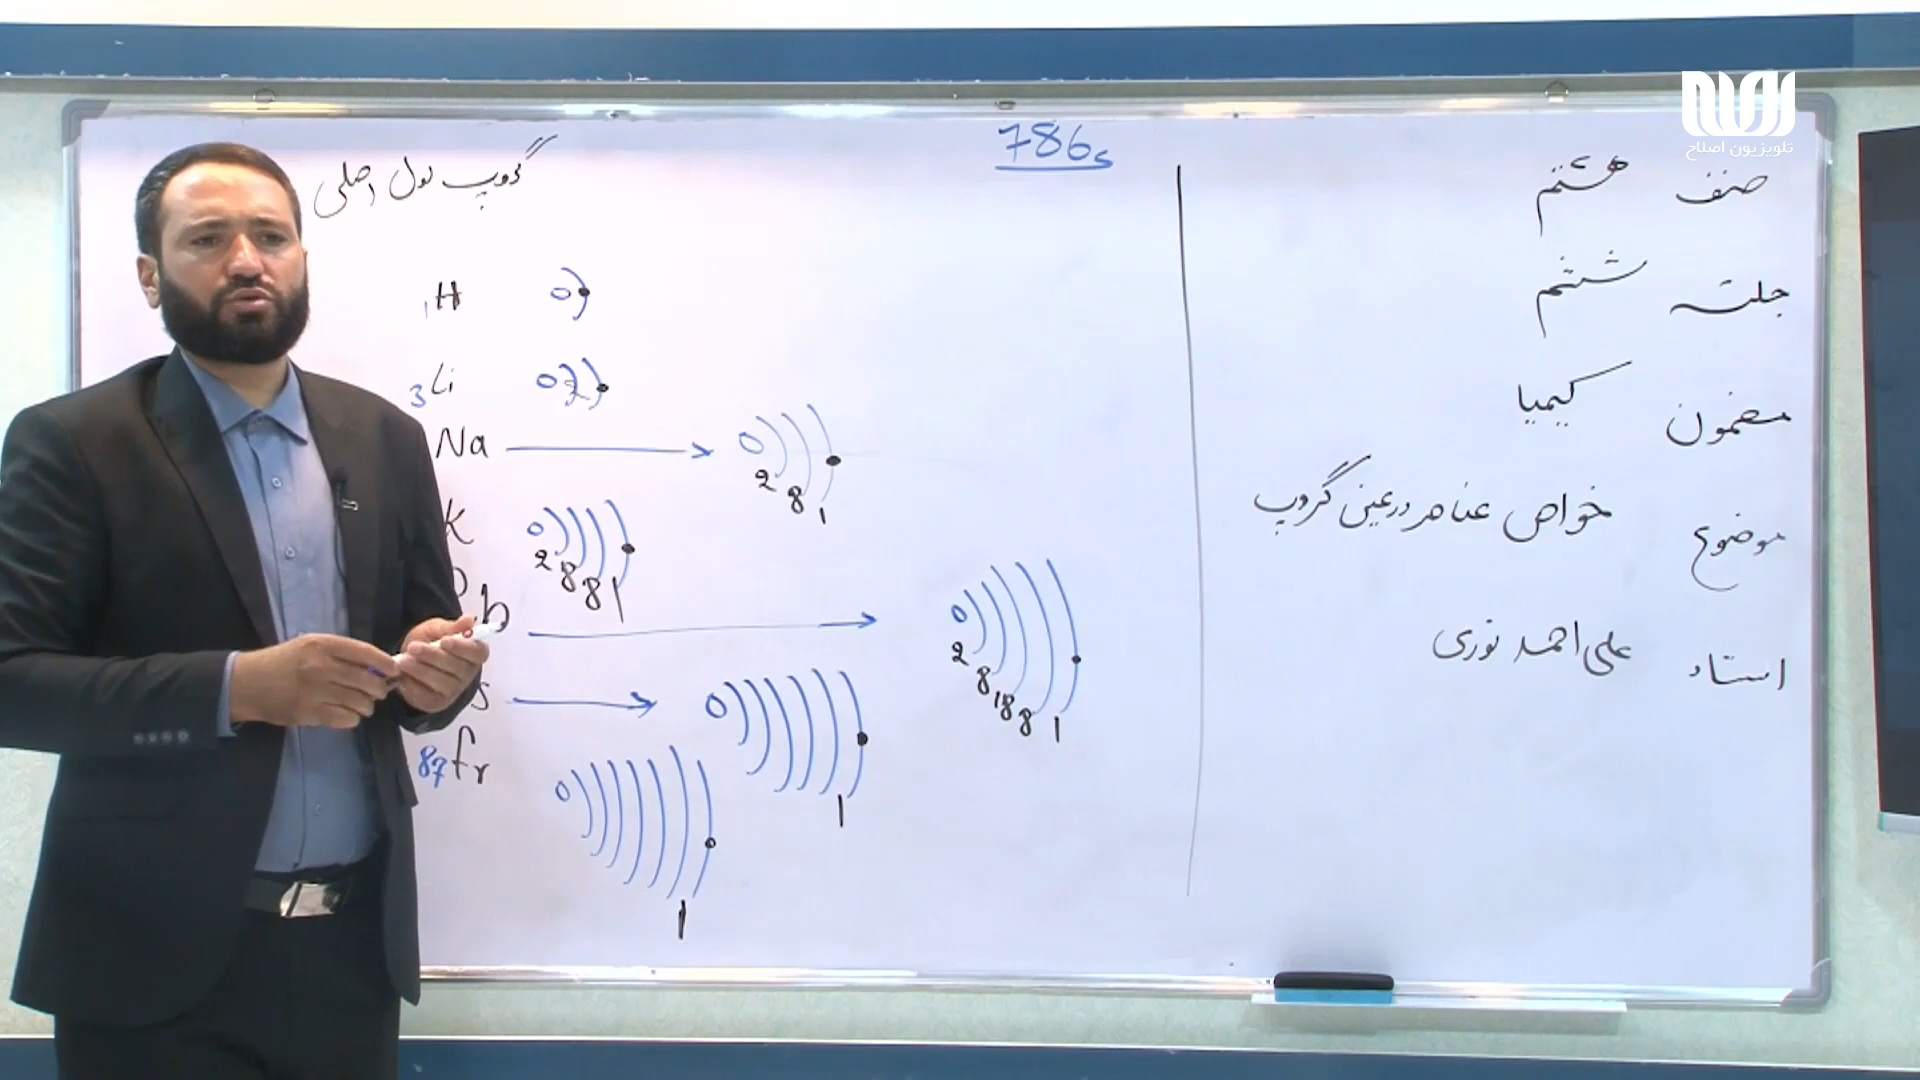 786
صنف هشتم
جلسه ششم
مضمون کیمیا
موضوع خواص عناصر در عین گروپ
استاد علی احمد نوری
گروپ اول اصلی
1H
3Li 2
Na 2 8 1
K 2 8 8 1
b 2 8 18 8 1
s 1
87Fr 1
تلویزیون اصلاح